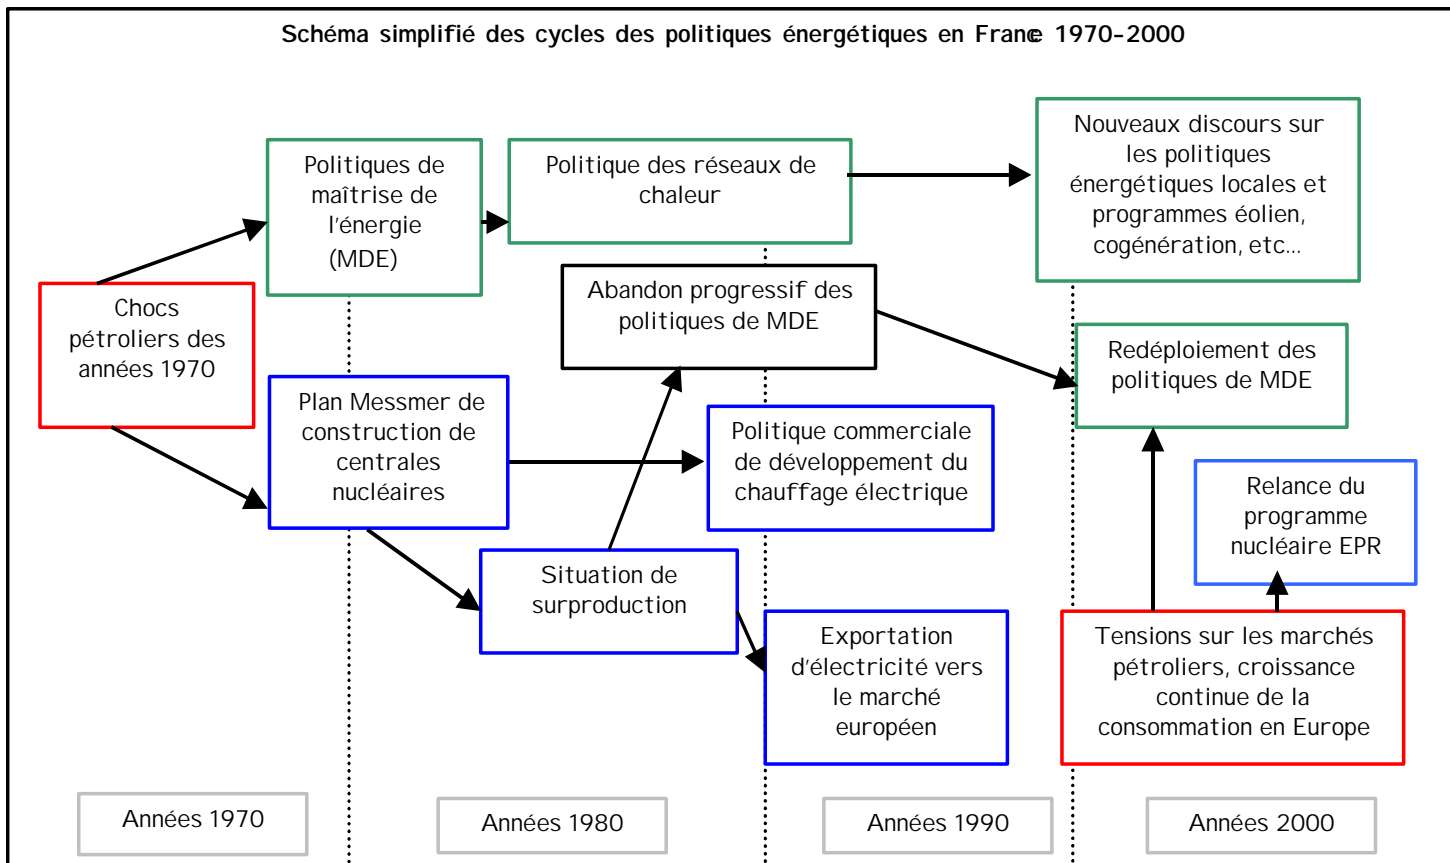 Schéma simplifié des cycles des politiques énergétiques en France 1970-2000
Politiques de
maîtrise de
l'énergie
(MDE)
Politique des réseaux de
chaleur
Nouveaux discours sur
les politiques
énergétiques locales et
programmes éolien,
cogénération, etc...
Chocs
pétroliers des
années 1970
Abandon progressif des
politiques de MDE
Redéploiement des
politiques de MDE
Plan Messmer de
construction de
centrales
nucléaires
Politique commerciale
de développement du
chauffage électrique
Relance du
programme
nucléaire EPR
Situation de
surproduction
Exportation
d'électricité vers
le marché
européen
Tensions sur les marchés
pétroliers, croissance
continue de la
consommation en Europe
Années 1970
Années 1980
Années 1990
Années 2000